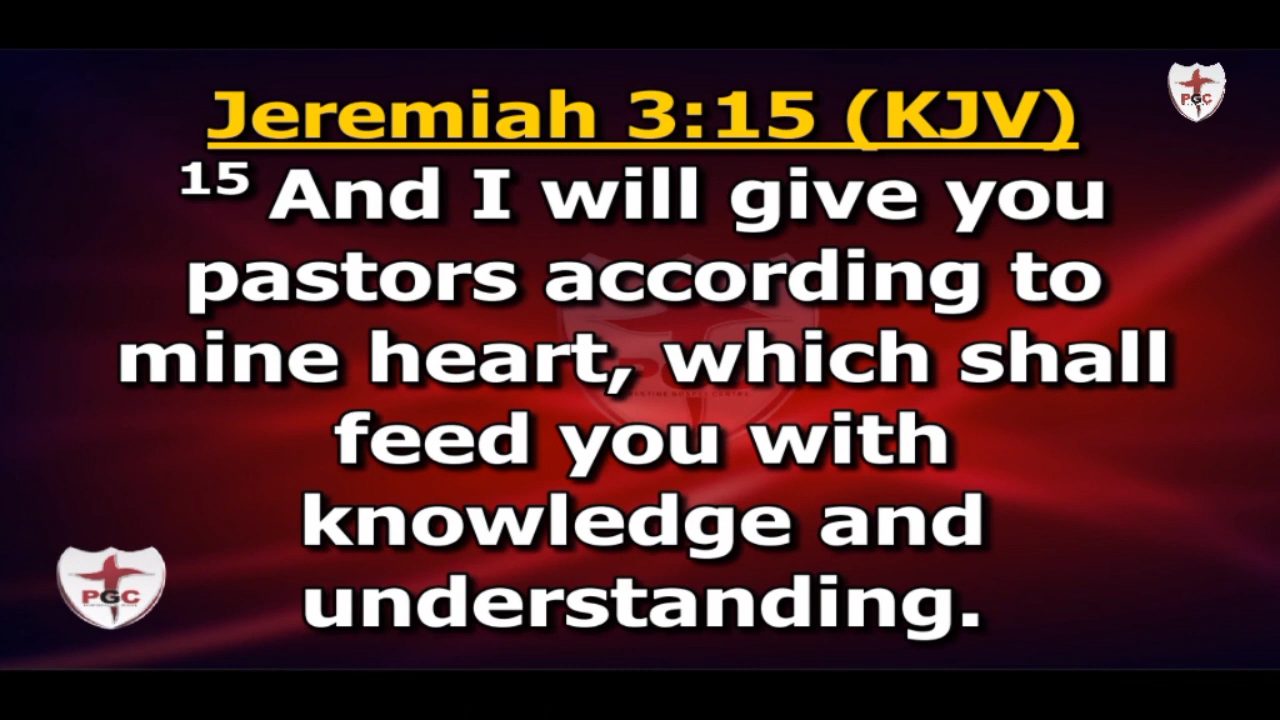 Jeremiah 3:15 (KJV)
PGC
15 And I will give you
pastors according to
mine heart, which shall
feed you with
knowledge and
understanding.
PGC